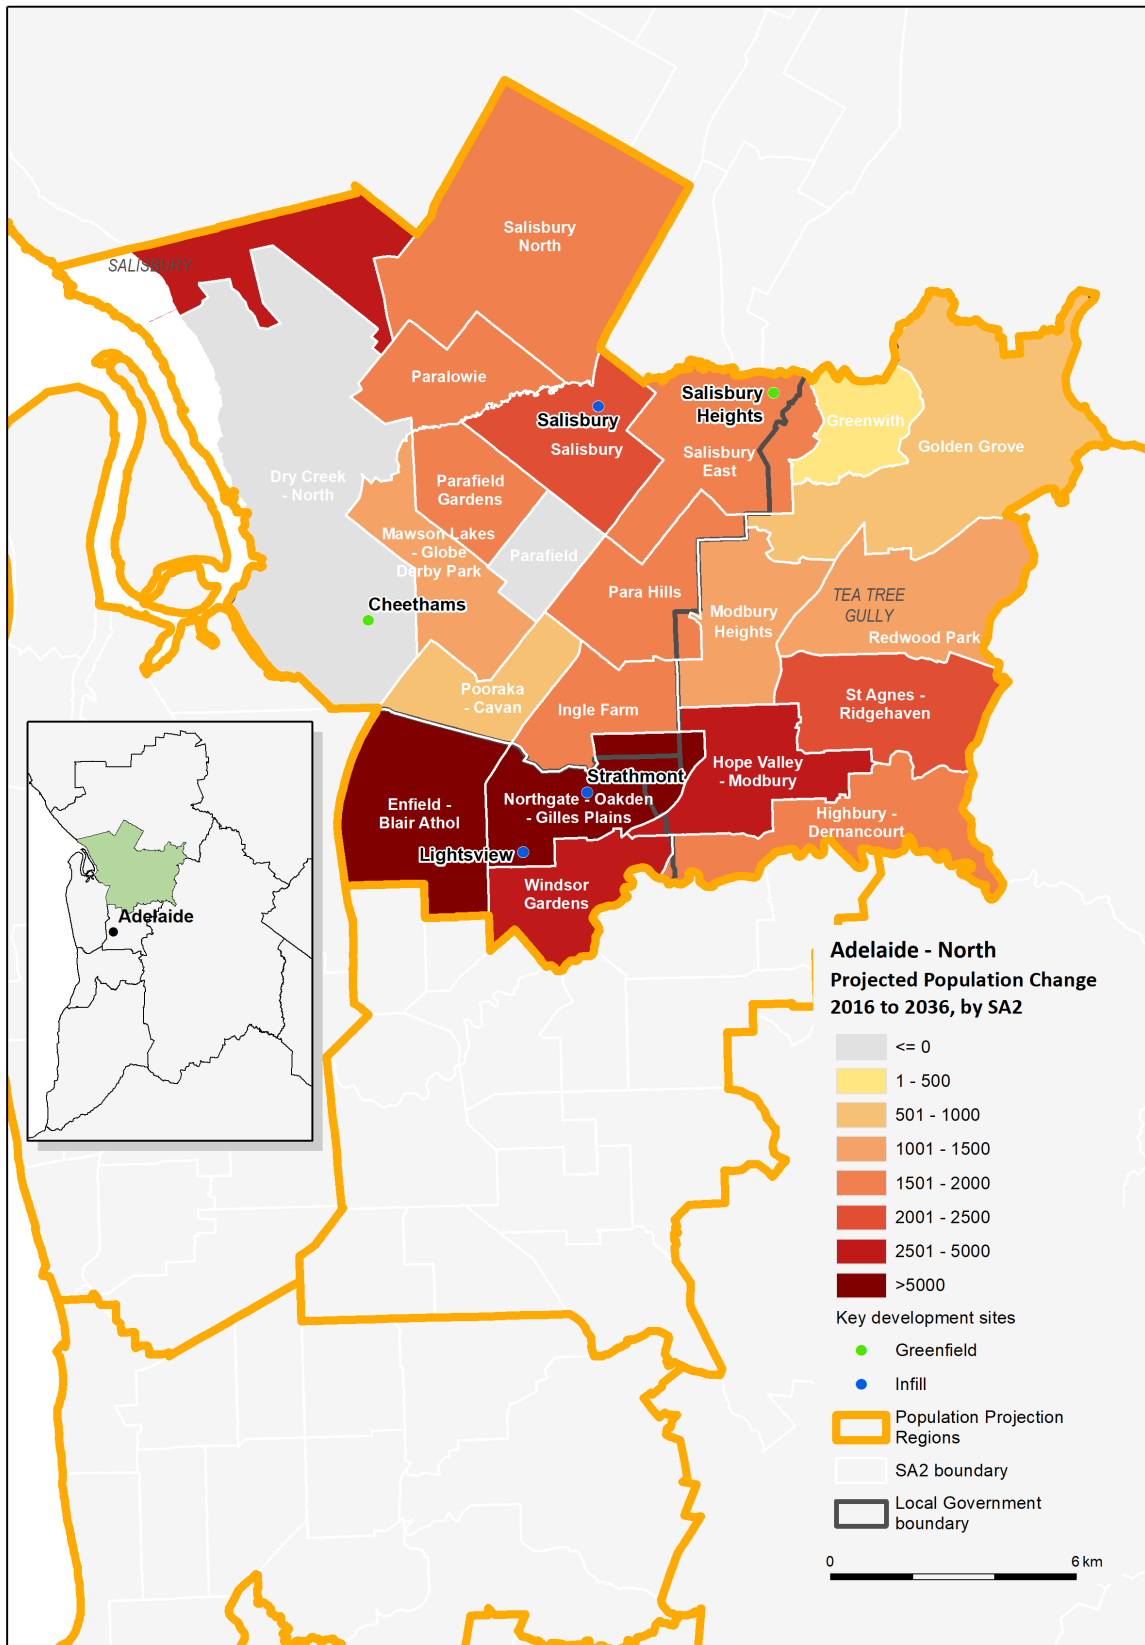 Salisbury
North
SALISBURY
Paralowie
Salisbury
Heights
Salisbury
Salisbury
Salisbury
East
Greenwith
Golden Grove
Dry Creek
- North
Parafield
Gardens
Mawson Lakes
- Globe
Derby Park
Parafield
Para Hills
Cheethams
Modbury
Heights
TEA TREE
GULLY
Redwood Park
Pooraka
- Cavan
Ingle Farm
St Agnes -
Ridgehaven
Hope Valley
- Modbury
Strathmont
Enfield -
Blair Athol
Northgate - Oakden
- Gilles Plains
Highbury -
Dernancourt
Lightsview
Windsor
Gardens
Adelaide
Adelaide - North
Projected Population Change
2016 to 2036, by SA2
<= 0
1 - 500
501 - 1000
1001 - 1500
1501 - 2000
2001 - 2500
2501 - 5000
>5000
Key development sites
Greenfield
Infill
Population Projection
Regions
SA2 boundary
Local Government
boundary
0 6 km